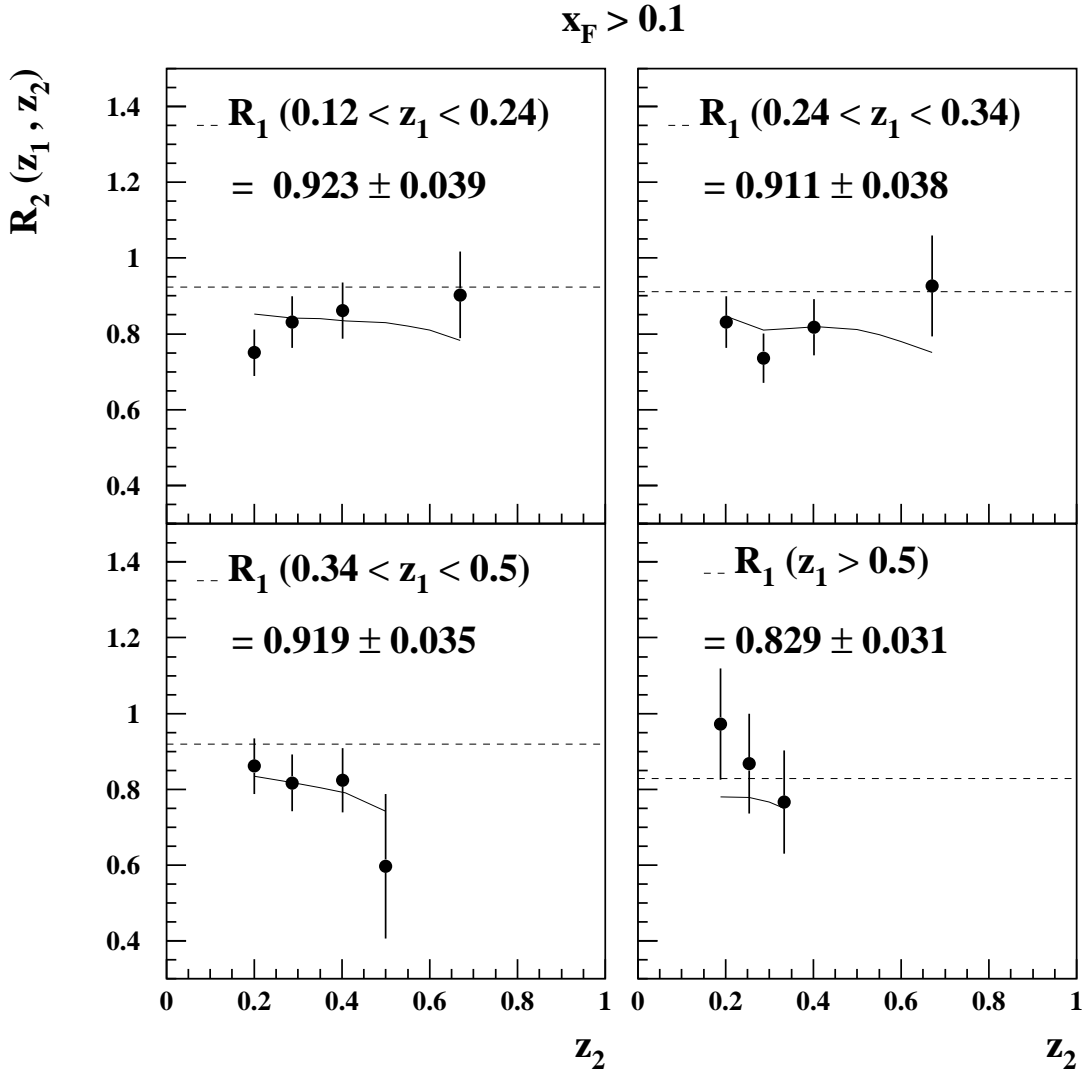 x_F > 0.1
R_2 (z_1 , z_2)
R_1 (0.12 < z_1 < 0.24)
= 0.923 ± 0.039
R_1 (0.24 < z_1 < 0.34)
= 0.911 ± 0.038
1.4
1.2
1
0.8
0.6
0.4
R_1 (0.34 < z_1 < 0.5)
= 0.919 ± 0.035
R_1 (z_1 > 0.5)
= 0.829 ± 0.031
1.4
1.2
1
0.8
0.6
0.4
0 0.2 0.4 0.6 0.8 1
0 0.2 0.4 0.6 0.8 1
z_2
z_2